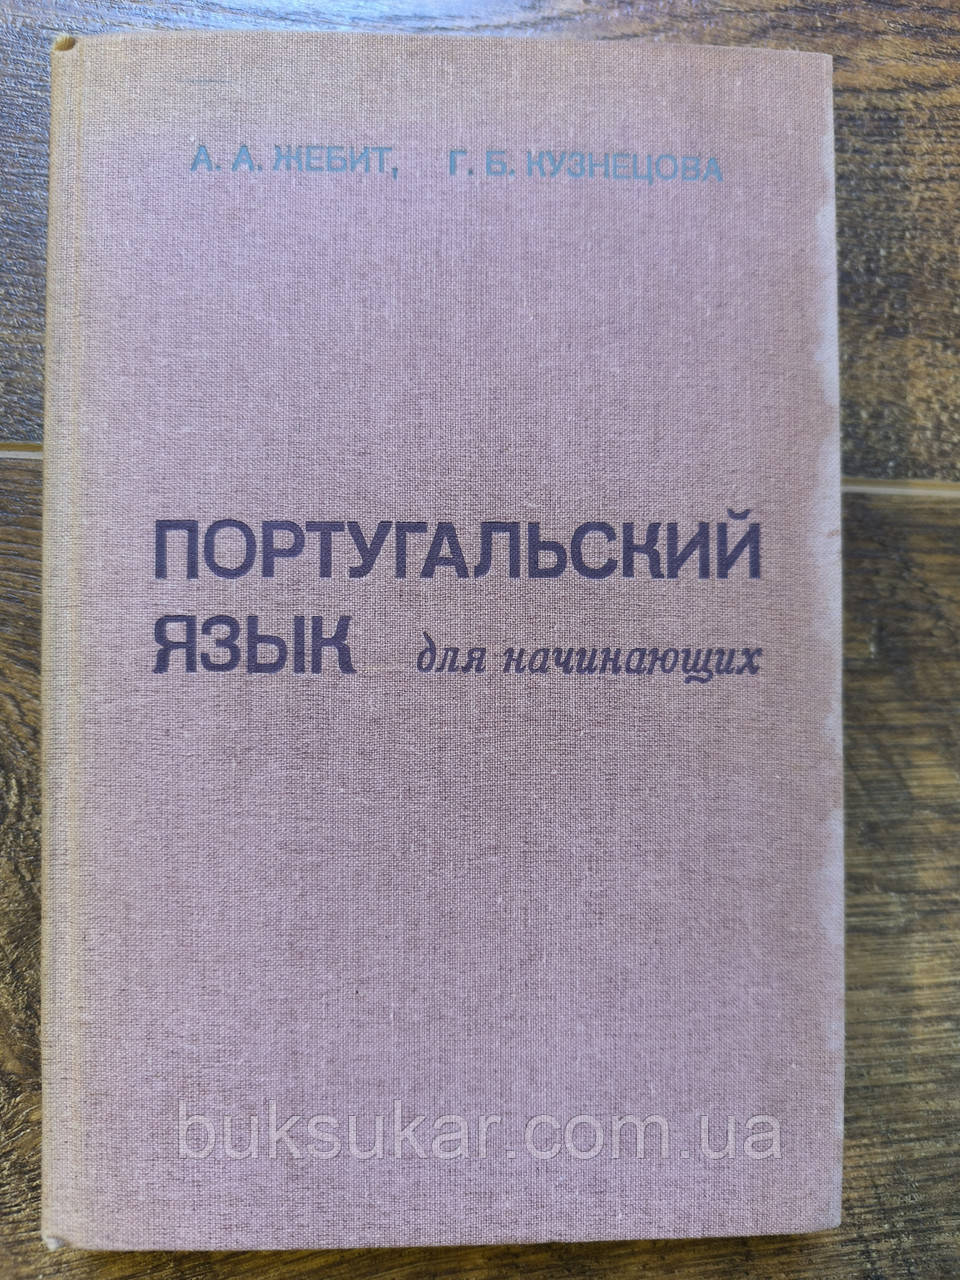 А. А. ЖЕБИТ, Г. Б. КУЗНЕЦОВА
ПОРТУГАЛЬСКИЙ
ЯЗЫК для начинающих
buksukar.com.ua